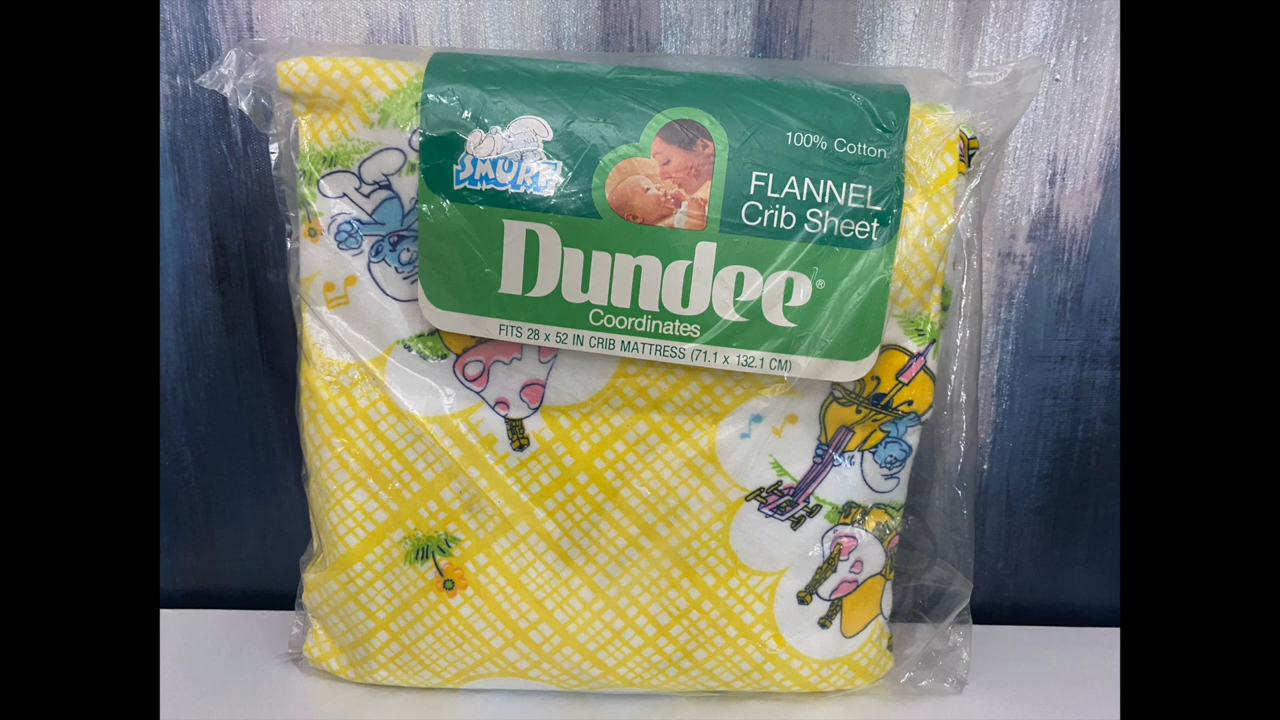 SMURF
100% Cotton
FLANNEL
Crib Sheet
Dundee®
Coordinates
FITS 28 x 52 IN CRIB MATTRESS (71.1 x 132.1 CM)